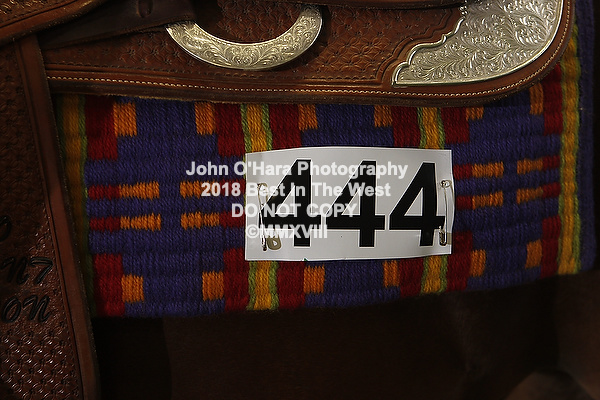 John O'Hara Photography
2018 Best In The West
DO NOT COPY
©MMXVIII
444